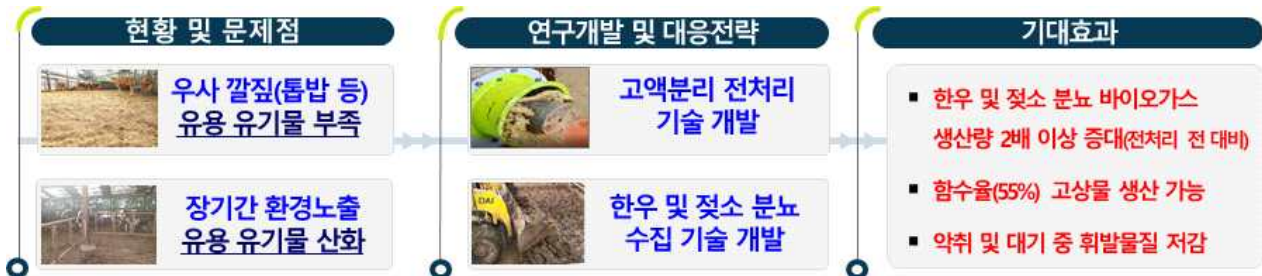 현황 및 문제점
우사 깔짚(톱밥 등)
유용 유기물 부족
장기간 환경노출
유용 유기물 산화
연구개발 및 대응전략
고액분리 전처리
기술 개발
DAI
한우 및 젖소 분뇨
수집 기술 개발
기대효과
▪ 한우 및 젖소 분뇨 바이오가스
생산량 2배 이상 증대(전처리 전 대비)
▪ 함수율(55%) 고상물 생산 가능
▪ 악취 및 대기 중 휘발물질 저감